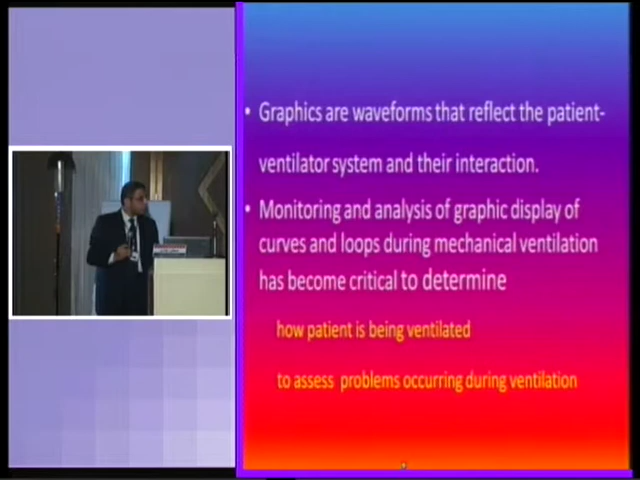 • Graphics are waveforms that reflect the patient-
ventilator system and their interaction.
• Monitoring and analysis of graphic display of
curves and loops during mechanical ventilation
has become critical to determine
how patient is being ventilated
to assess problems occurring during ventilation